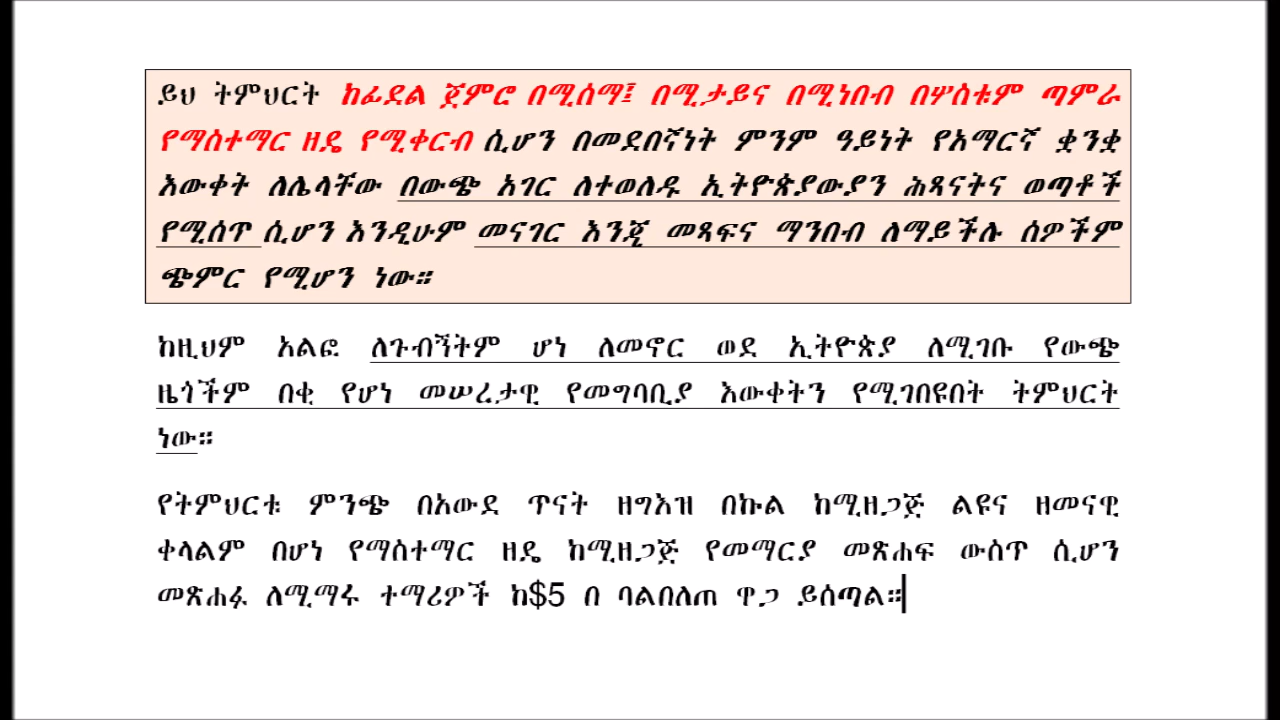 ይህ ትምህርት ከፊደል ጀምሮ በሚሰማ፤ በሚታይና በሚነበብ በሦስቱም ጣምራ
የማስተማር ዘዴ የሚቀርብ ሲሆን በመደበኛነት ምንም ዓይነት የአማርኛ ቋንቋ
እውቀት ለሌላቸው በውጭ አገር ለተወለዱ ኢትዮጵያውያን ሕጻናትና ወጣቶች
የሚሰጥ ሲሆን እንዲሁም መናገር እንጂ መጻፍና ማንበብ ለማይችሉ ሰዎችም
ጭምር የሚሆን ነው።
ከዚህም አልፎ ለጉብኝትም ሆነ ለመኖር ወደ ኢትዮጵያ ለሚገቡ የውጭ
ዜጎችም በቂ የሆነ መሠረታዊ የመግባቢያ እውቀትን የሚገበዩበት ትምህርት
ነው።
የትምህርቱ ምንጭ በአውደ ጥናት ዘግእዝ በኩል ከሚዘጋጅ ልዩና ዘመናዊ
ቀላልም በሆነ የማስተማር ዘዴ ከሚዘጋጅ የመማርያ መጽሐፍ ውስጥ ሲሆን
መጽሐፉ ለሚማሩ ተማሪዎች ከ$5 በ ባልበለጠ ዋጋ ይሰጣል።